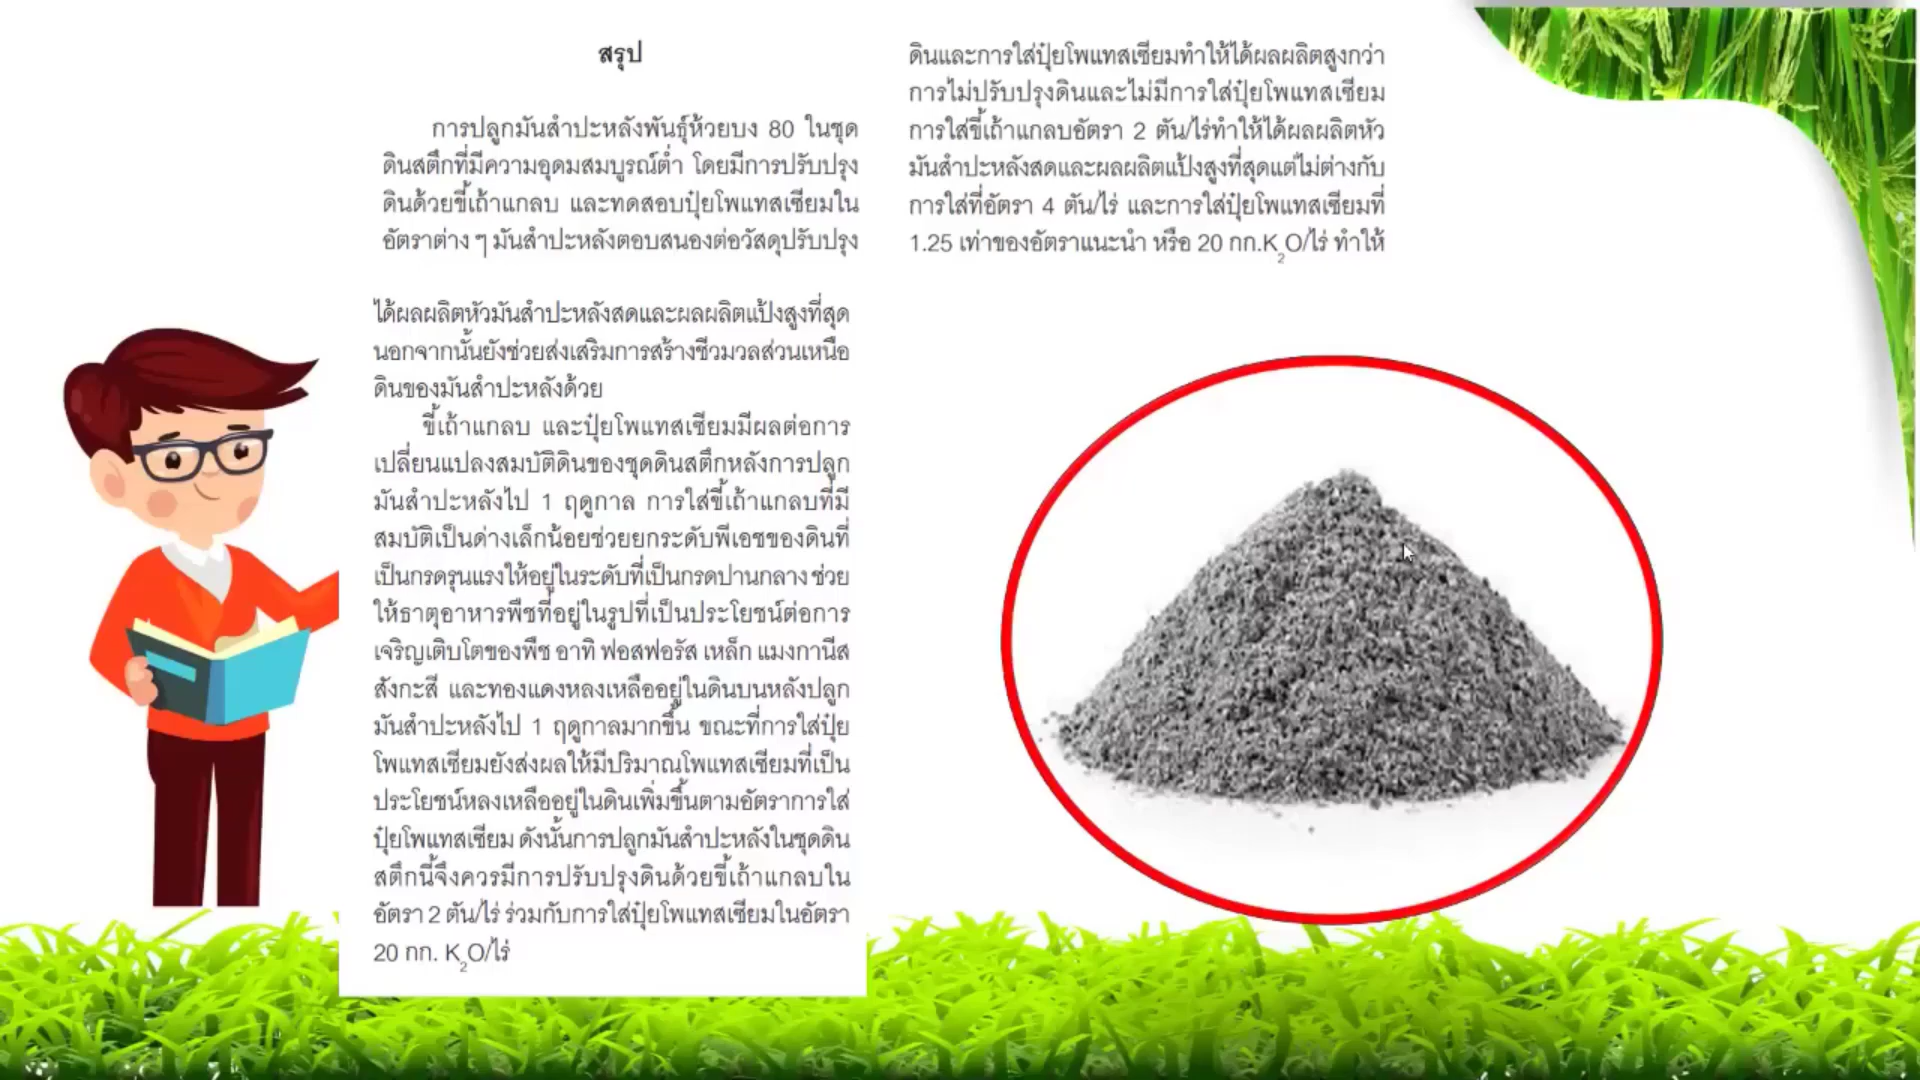 สรุป
การปลูกมันสำปะหลังพันธุ์ห้วยบง 80 ในชุด
ดินสตึกที่มีความอุดมสมบูรณ์ต่ำ โดยมีการปรับปรุง
ดินด้วยขี้เถ้าแกลบ และทดสอบปุ๋ยโพแทสเซียมใน
อัตราต่าง ๆ มันสำปะหลังตอบสนองต่อวัสดุปรับปรุง
ดินและการใส่ปุ๋ยโพแทสเซียมทำให้ได้ผลผลิตสูงกว่า
การไม่ปรับปรุงดินและไม่มีการใส่ปุ๋ยโพแทสเซียม
การใส่ขี้เถ้าแกลบอัตรา 2 ตัน/ไร่ทำให้ได้ผลผลิตหัว
มันสำปะหลังสดและผลผลิตแป้งสูงที่สุดแต่ไม่ต่างกับ
การใส่ที่อัตรา 4 ตัน/ไร่ และการใส่ปุ๋ยโพแทสเซียมที่
1.25 เท่าของอัตราแนะนำ หรือ 20 กก.K₂O/ไร่ ทำให้
ได้ผลผลิตหัวมันสำปะหลังสดและผลผลิตแป้งสูงที่สุด
นอกจากนั้นยังช่วยส่งเสริมการสร้างชีวมวลส่วนเหนือ
ดินของมันสำปะหลังด้วย
ขี้เถ้าแกลบ และปุ๋ยโพแทสเซียมมีผลต่อการ
เปลี่ยนแปลงสมบัติดินของชุดดินสตึกหลังการปลูก
มันสำปะหลังไป 1 ฤดูกาล การใส่ขี้เถ้าแกลบที่มี
สมบัติเป็นด่างเล็กน้อยช่วยยกระดับพีเอชของดินที่
เป็นกรดรุนแรงให้อยู่ในระดับที่เป็นกรดปานกลาง ช่วย
ให้ธาตุอาหารพืชที่อยู่ในรูปที่เป็นประโยชน์ต่อการ
เจริญเติบโตของพืช อาทิ ฟอสฟอรัส เหล็ก แมงกานีส
สังกะสี และทองแดงหลงเหลืออยู่ในดินบนหลังปลูก
มันสำปะหลังไป 1 ฤดูกาลมากขึ้น ขณะที่การใส่ปุ๋ย
โพแทสเซียมยังส่งผลให้มีปริมาณโพแทสเซียมที่เป็น
ประโยชน์หลงเหลืออยู่ในดินเพิ่มขึ้นตามอัตราการใส่
ปุ๋ยโพแทสเซียม ดังนั้นการปลูกมันสำปะหลังในชุดดิน
สตึกนี้จึงควรมีการปรับปรุงดินด้วยขี้เถ้าแกลบใน
อัตรา 2 ตัน/ไร่ ร่วมกับการใส่ปุ๋ยโพแทสเซียมในอัตรา
20 กก. K₂O/ไร่